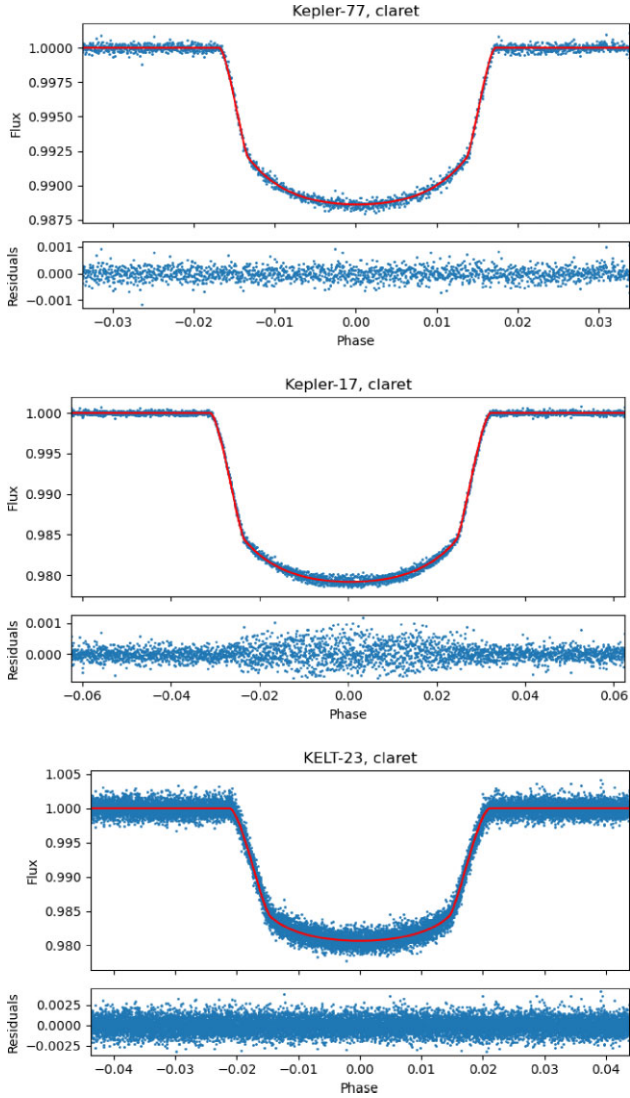 Kepler-77, claret
1.0000
0.9975
0.9950
0.9925
0.9900
0.9875
Flux
0.001
0.000
−0.001
Residuals
−0.03 −0.02 −0.01 0.00 0.01 0.02 0.03
Phase
Kepler-17, claret
1.000
0.995
0.990
0.985
0.980
Flux
0.001
0.000
Residuals
−0.06 −0.04 −0.02 0.00 0.02 0.04 0.06
Phase
KELT-23, claret
1.005
1.000
0.995
0.990
0.985
0.980
Flux
0.0025
0.0000
−0.0025
Residuals
−0.04 −0.03 −0.02 −0.01 0.00 0.01 0.02 0.03 0.04
Phase